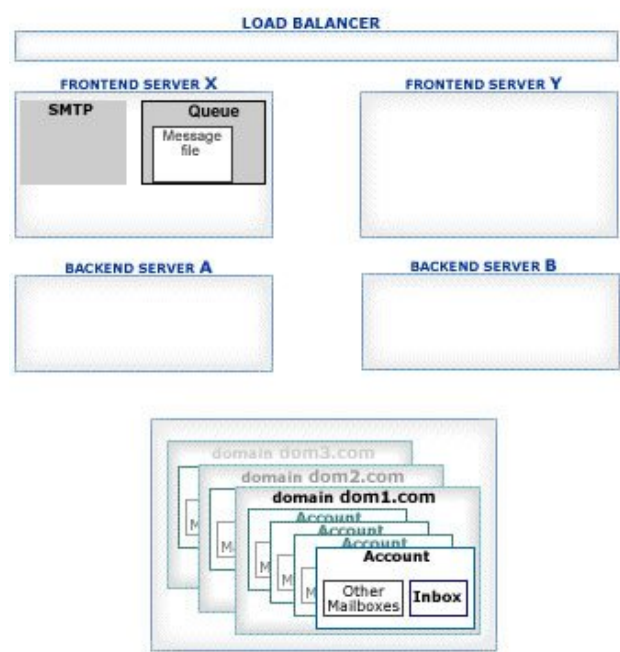 LOAD BALANCER
FRONTEND SERVER X
FRONTEND SERVER Y
SMTP
Queue
Message
file
BACKEND SERVER A
BACKEND SERVER B
domain dom3.com
domain dom2.com
domain dom1.com
Account
Account
Account
Account
M
M
M
M
M
Other
Mailboxes
Inbox